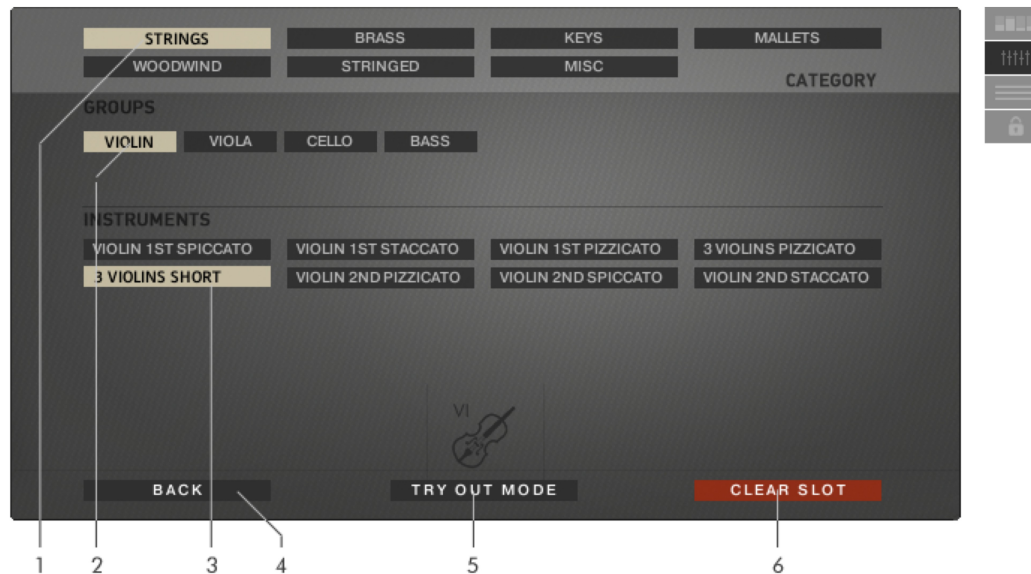 STRINGS BRASS KEYS MALLETS
WOODWIND STRINGED MISC
CATEGORY
GROUPS
VIOLIN VIOLA CELLO BASS
INSTRUMENTS
VIOLIN 1ST SPICCATO VIOLIN 1ST STACCATO VIOLIN 1ST PIZZICATO 3 VIOLINS PIZZICATO
3 VIOLINS SHORT VIOLIN 2ND PIZZICATO VIOLIN 2ND SPICCATO VIOLIN 2ND STACCATO
VI
BACK TRY OUT MODE CLEAR SLOT
1 2 3 4 5 6